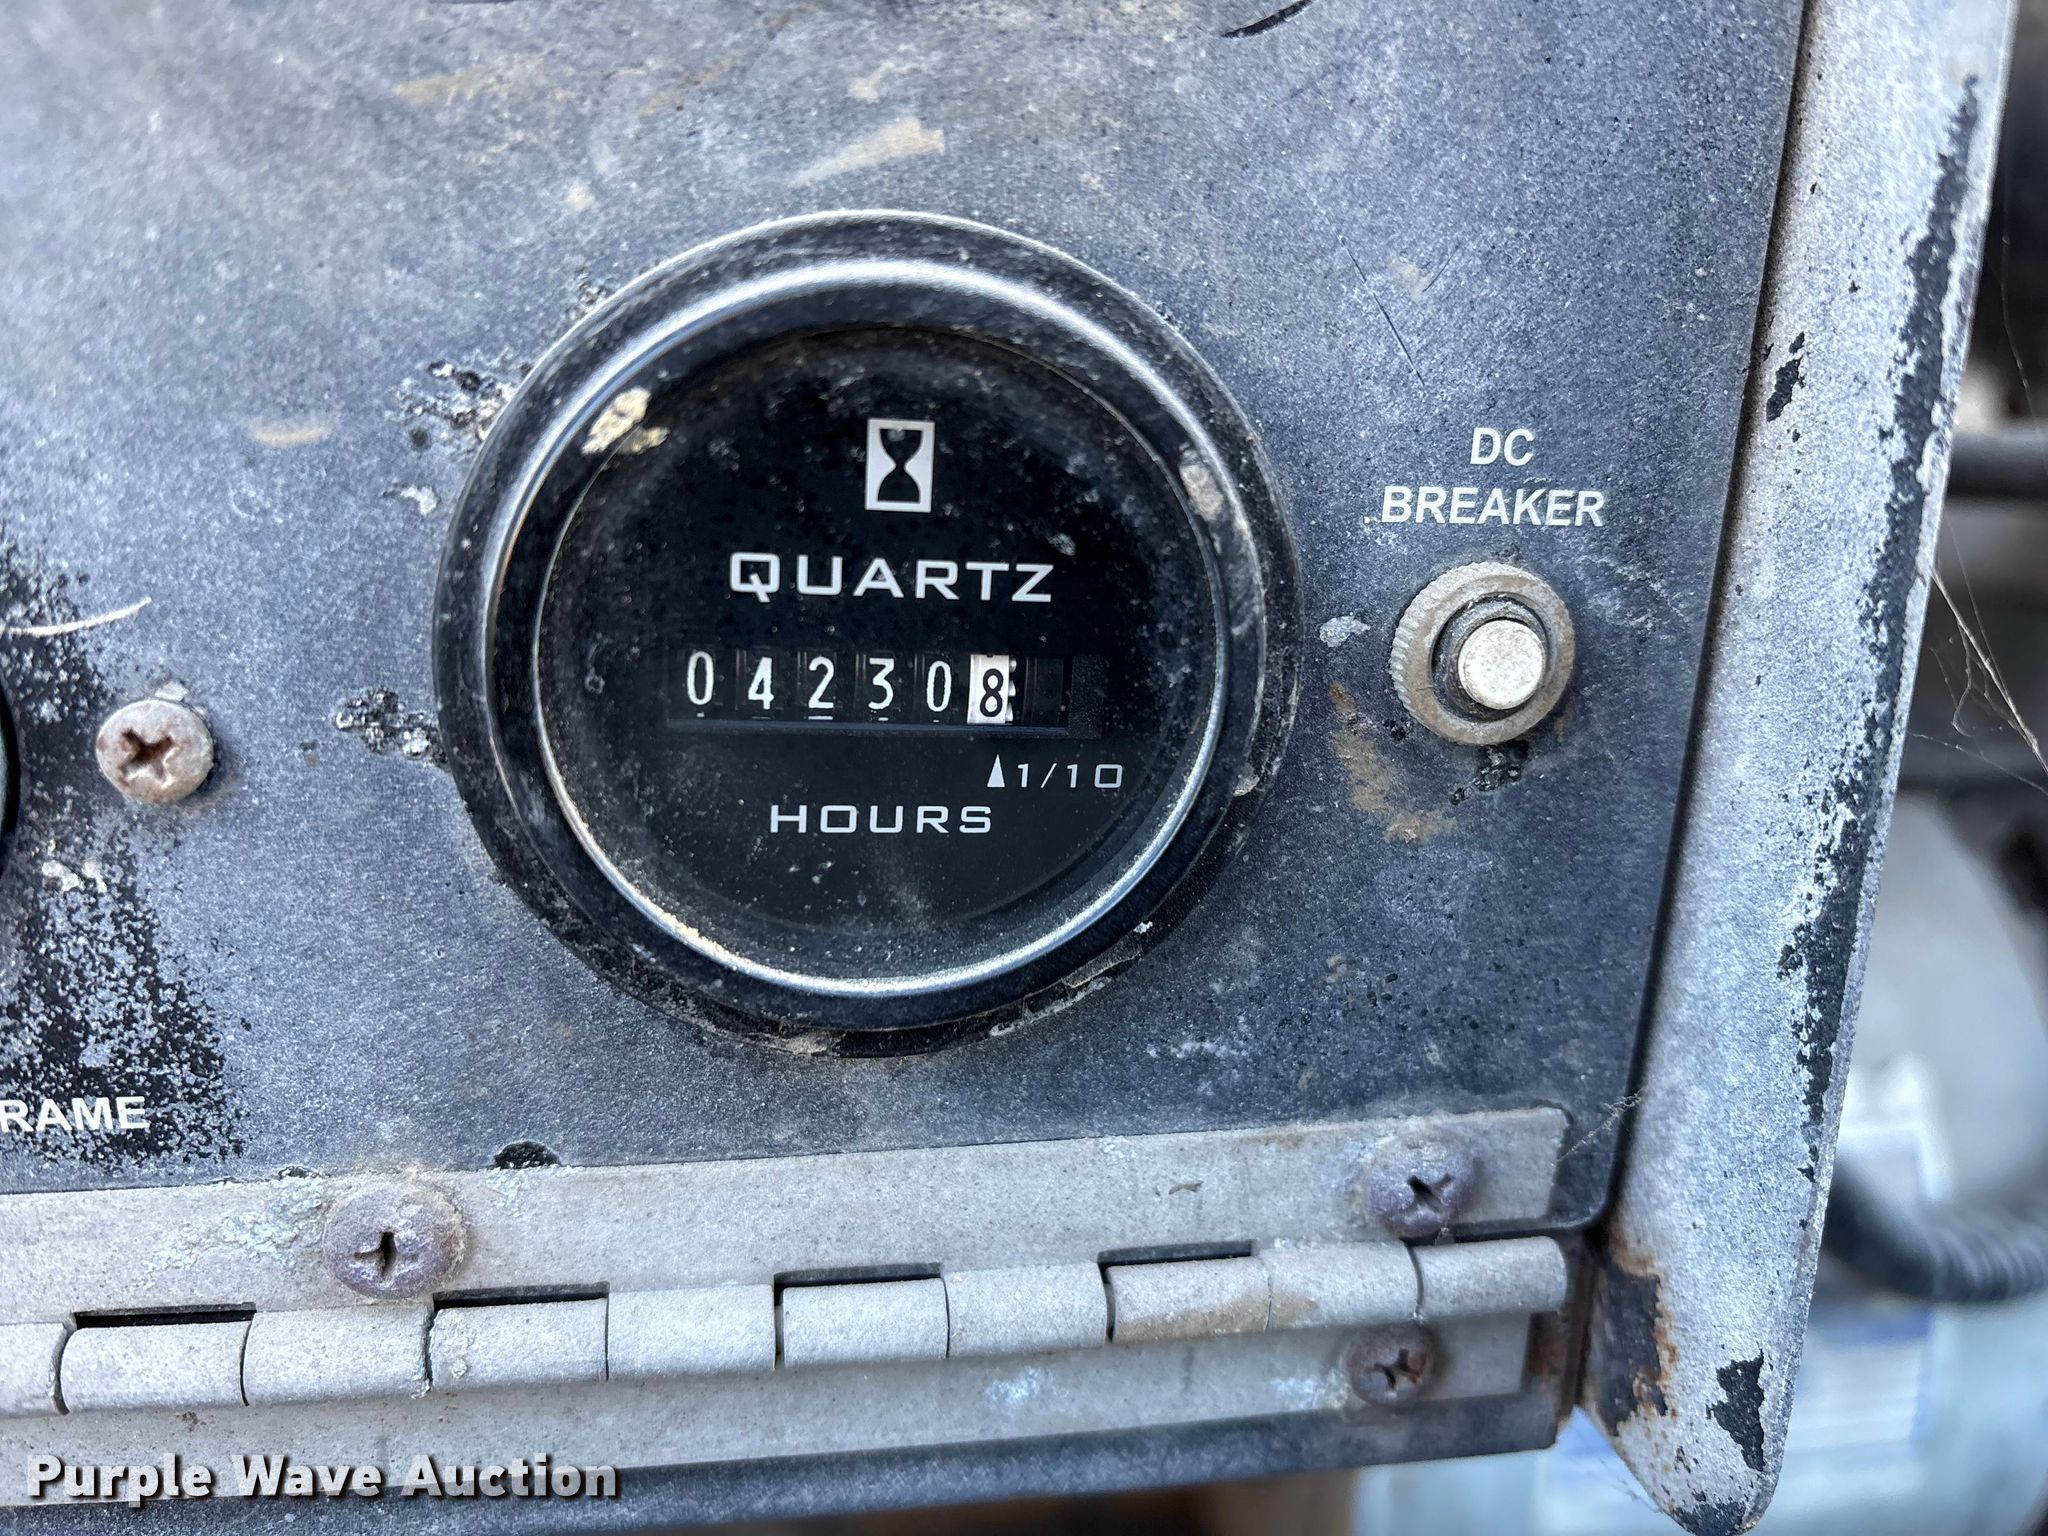 QUARTZ
042308
1/10
HOURS
DC
BREAKER
RAME
Purple Wave Auction